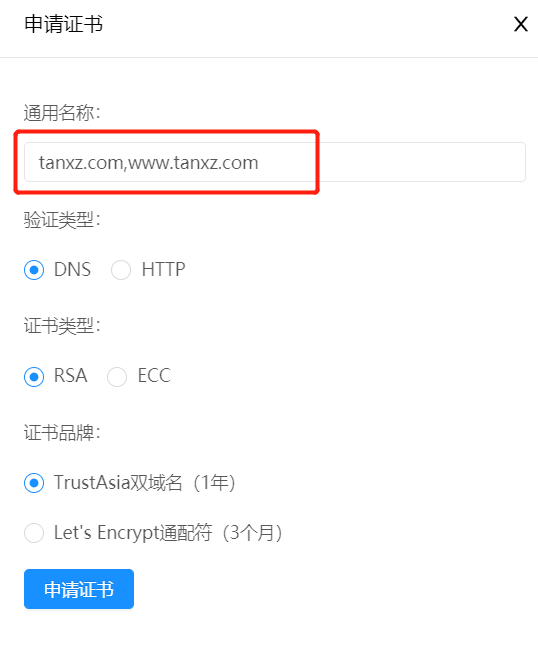 申请证书 X
通用名称：
tanxz.com,www.tanxz.com
验证类型：
DNS HTTP
证书类型：
RSA ECC
证书品牌：
TrustAsia双域名（1年）
Let's Encrypt通配符（3个月）
申请证书